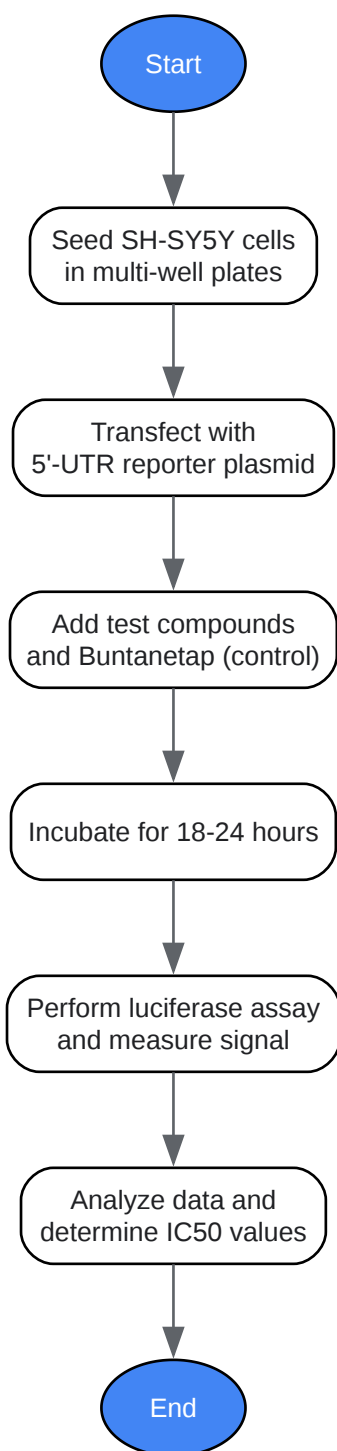 Start
Seed SH-SY5Y cells
in multi-well plates
Transfect with
5'-UTR reporter plasmid
Add test compounds
and Buntanetap (control)
Incubate for 18-24 hours
Perform luciferase assay
and measure signal
Analyze data and
determine IC50 values
End